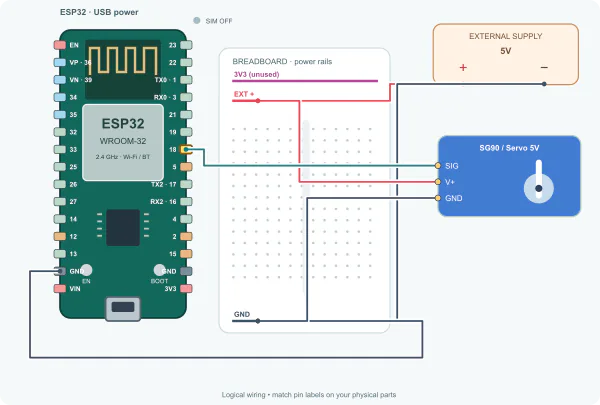 ESP32 · USB power
SIM OFF
EN
VP · 36
VN · 39
34
35
32
33
25
26
27
14
12
13
GND
VIN
23
22
TX0 · 1
RX0 · 3
21
19
18
5
TX2 · 17
RX2 · 16
4
2
15
GND
3V3
ESP32
WROOM-32
2.4 GHz · Wi-Fi / BT
EN
BOOT
BREADBOARD · power rails
3V3 (unused)
EXT +
GND
EXTERNAL SUPPLY
5V
+ −
SG90 / Servo 5V
SIG
V+
GND
Logical wiring • match pin labels on your physical parts